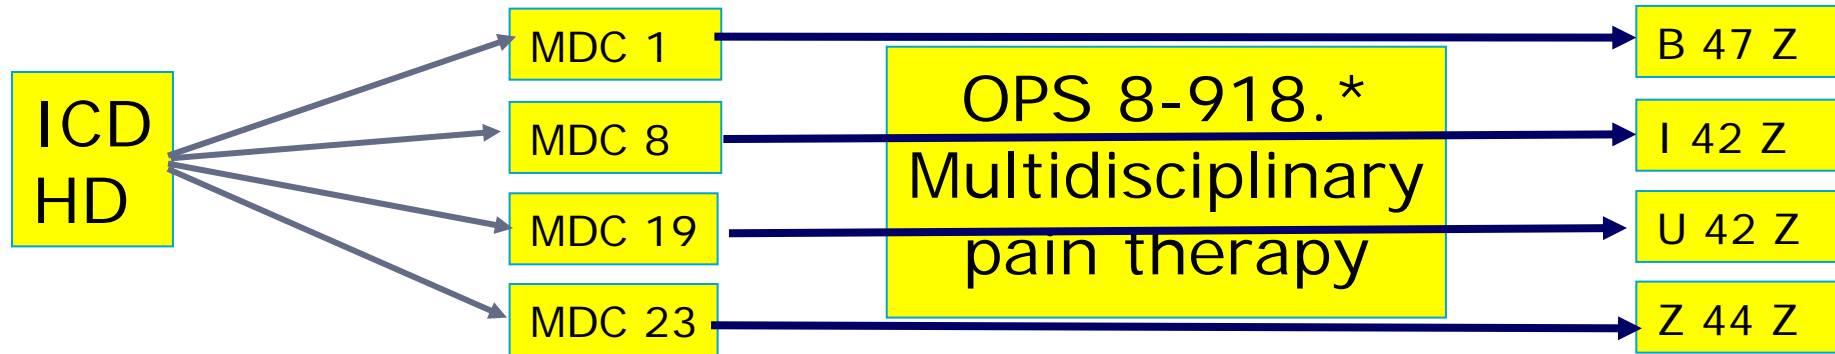 ICD
HD
MDC 1
MDC 8
MDC 19
MDC 23
OPS 8-918.*
Multidisciplinary
pain therapy
B 47 Z
I 42 Z
U 42 Z
Z 44 Z